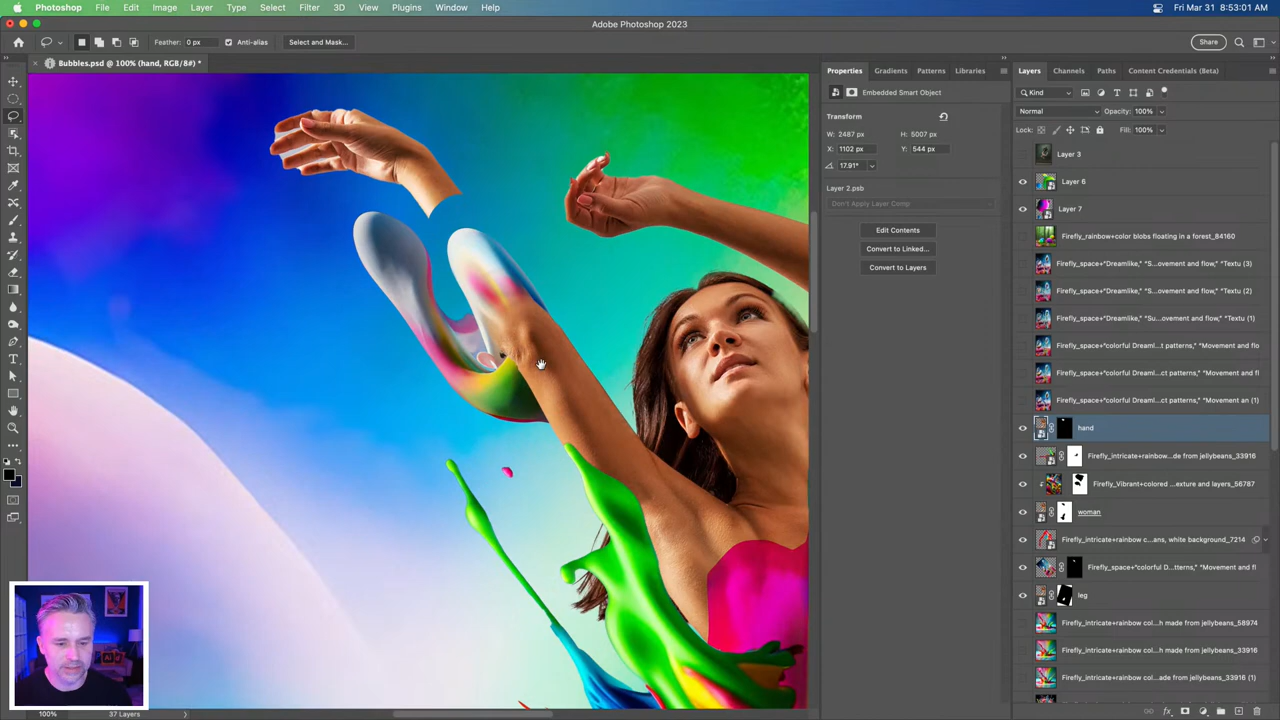 Photoshop File Edit Image Layer Type Select Filter 3D View Plugins Window Help Fri Mar 31 8:53:01 AM
Adobe Photoshop 2023
Feather: 0 px Anti-alias Select and Mask... Share
Bubbles.psd @ 100% (hand, RGB/8#) *
Properties Gradients Patterns Libraries
Embedded Smart Object
Transform
W: 2487 px H: 5007 px
X: 1102 px Y: 544 px
17.91°
Layer 2.psb
Don't Apply Layer Comp
Edit Contents
Convert to Linked...
Convert to Layers
Layers Channels Paths Content Credentials (Beta)
Kind
Normal Opacity: 100%
Lock: Fill: 100%
Layer 3
Layer 6
Layer 7
Firefly_rainbow+color blobs floating in a forest_84160
Firefly_space+"Dreamlike," "S...ovement and flow," "Textu (3)
Firefly_space+"Dreamlike," "S...ovement and flow," "Textu (2)
Firefly_space+"Dreamlike," "Su...ovement and flow," "Textu (1)
Firefly_space+"colorful Dreaml...t patterns," "Movement and flo
Firefly_space+"colorful Dreaml...ct patterns," "Movement and fl
Firefly_space+"colorful Dreaml...ct patterns," "Movement an (1)
hand
Firefly_intricate+rainbow...de from jellybeans_33916
Firefly_Vibrant+colored ...exture and layers_56787
woman
Firefly_intricate+rainbow c...ans, white background_7214
Firefly_space+"colorful D...tterns," "Movement and fl
leg
Firefly_intricate+rainbow col...h made from jellybeans_58974
Firefly_intricate+rainbow col...h made from jellybeans_33916
Firefly_intricate+rainbow col...ade from jellybeans_33916 (1)
Ai
100% 37 Layers